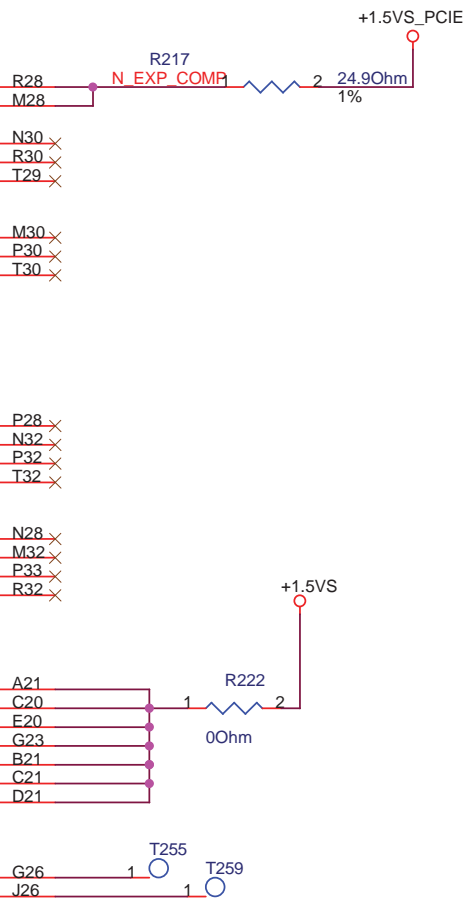 +1.5VS_PCIE
R217
R28 N_EXP_COMP 1 2 24.9Ohm
M28 1%
N30
R30
T29
M30
P30
T30
P28
N32
P32
T32
N28
M32
P33
R32
+1.5VS
A21 R222
C20 1 2
E20
G23 0Ohm
B21
C21
D21
T255
G26 1 T259
J26 1